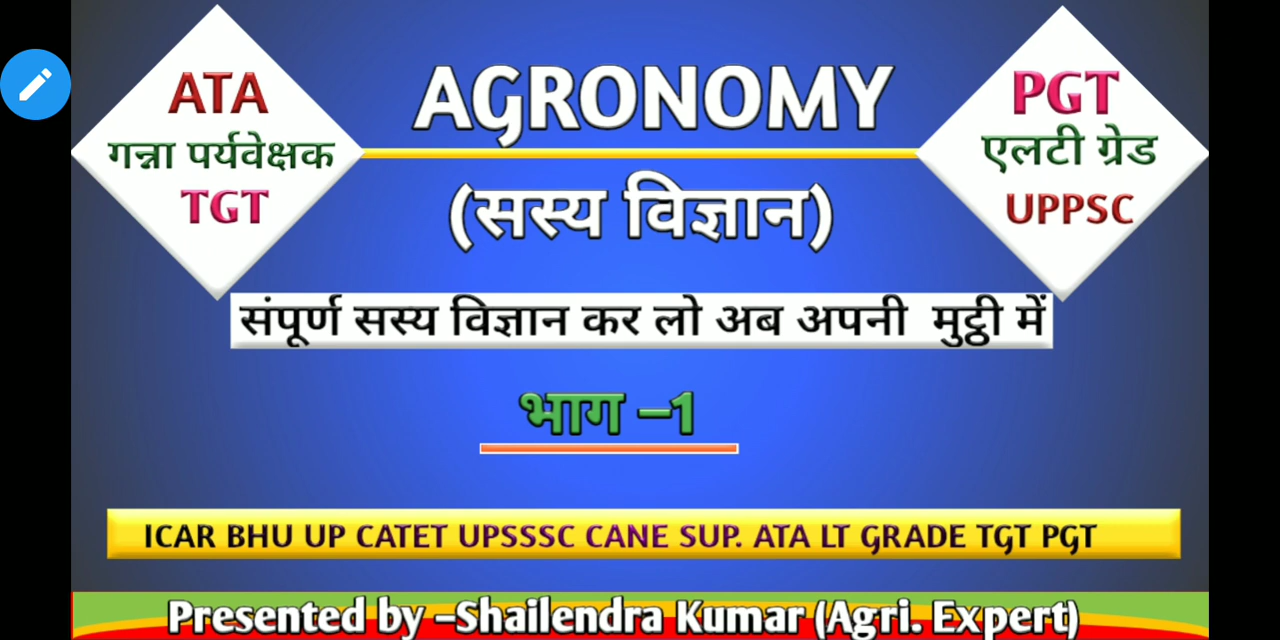 ATA
गन्ना पर्यवेक्षक
TGT
AGRONOMY
(सस्य विज्ञान)
PGT
एलटी ग्रेड
UPPSC
संपूर्ण सस्य विज्ञान कर लो अब अपनी मुट्ठी में
भाग –1
ICAR BHU UP CATET UPSSSC CANE SUP. ATA LT GRADE TGT PGT
Presented by –Shailendra Kumar (Agri. Expert)